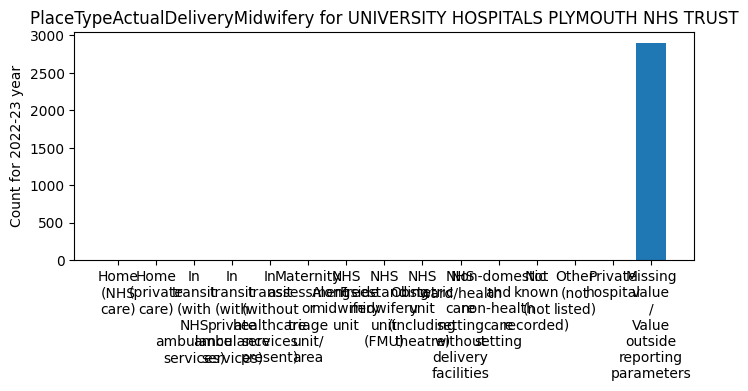 PlaceTypeActualDeliveryMidwifery for UNIVERSITY HOSPITALS PLYMOUTH NHS TRUST
Count for 2022-23 year
3000
2500
2000
1500
1000
500
0
Home
(NHS
care)
Home
(private
care)
In
transit
(with
NHS
ambulance
services)
In
transit
(with
private
ambulance
services)
In
transit
(without
healthcare
services
present)
Maternity
assessment
or
triage
unit/
area
NHS
Alongside
midwifery
unit
NHS
Freestanding
midwifery
unit
(FMU)
NHS
Obstetric
unit
(including
theatre)
NHS
ward/health
care
setting
without
delivery
facilities
Non-domestic
and
non-health
care
setting
Not
known
(not
recorded)
Other
(not
listed)
Private
hospital
Missing
value
/
Value
outside
reporting
parameters